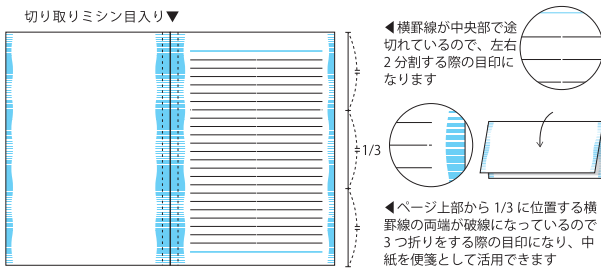 切り取りミシン目入り▼
◀横罫線が中央部で途
切れているので、左右
2分割する際の目印に
なります
1/3
◀ページ上部から1/3に位置する横
罫線の両端が破線になっているので
3つ折りをする際の目印になり、中
紙を便箋として活用できます